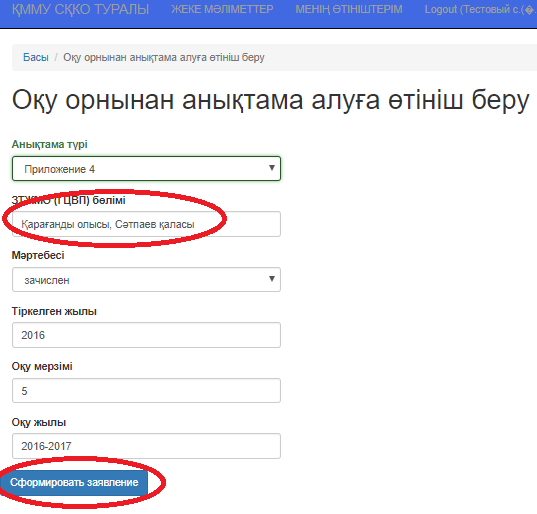 ҚММУ СҚКО ТУРАЛЫ ЖЕКЕ МӘЛІМЕТТЕР МЕНІҢ ӨТІНІШТЕРІМ Logout (Тестовый с.(�.
Басы / Оқу орнынан анықтама алуға өтініш беру
Оқу орнынан анықтама алуға өтініш беру
Анықтама түрі
Приложение 4
ЗТЖМО (ГЦВП) бөлімі
Қарағанды олысы, Сәтпаев қаласы
Мәртебесі
зачислен
Тіркелген жылы
2016
Оқу мерзімі
5
Оқу жылы
2016-2017
Сформировать заявление